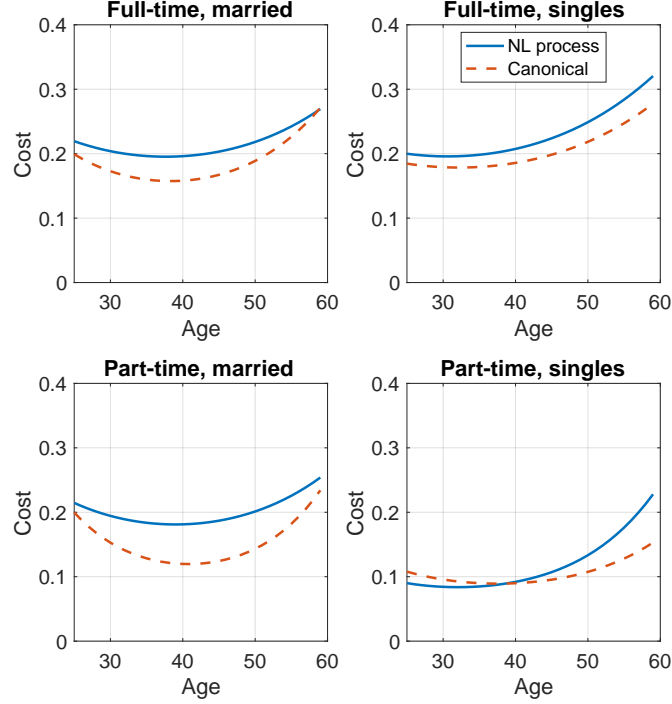 Full-time, married
0.4
0.3
0.2
0.1
0
Cost
30
40
50
60
Age
Full-time, singles
NL process
Canonical
0.4
0.3
0.2
0.1
0
Cost
30
40
50
60
Age
Part-time, married
0.4
0.3
0.2
0.1
0
Cost
30
40
50
60
Age
Part-time, singles
0.4
0.3
0.2
0.1
0
Cost
30
40
50
60
Age